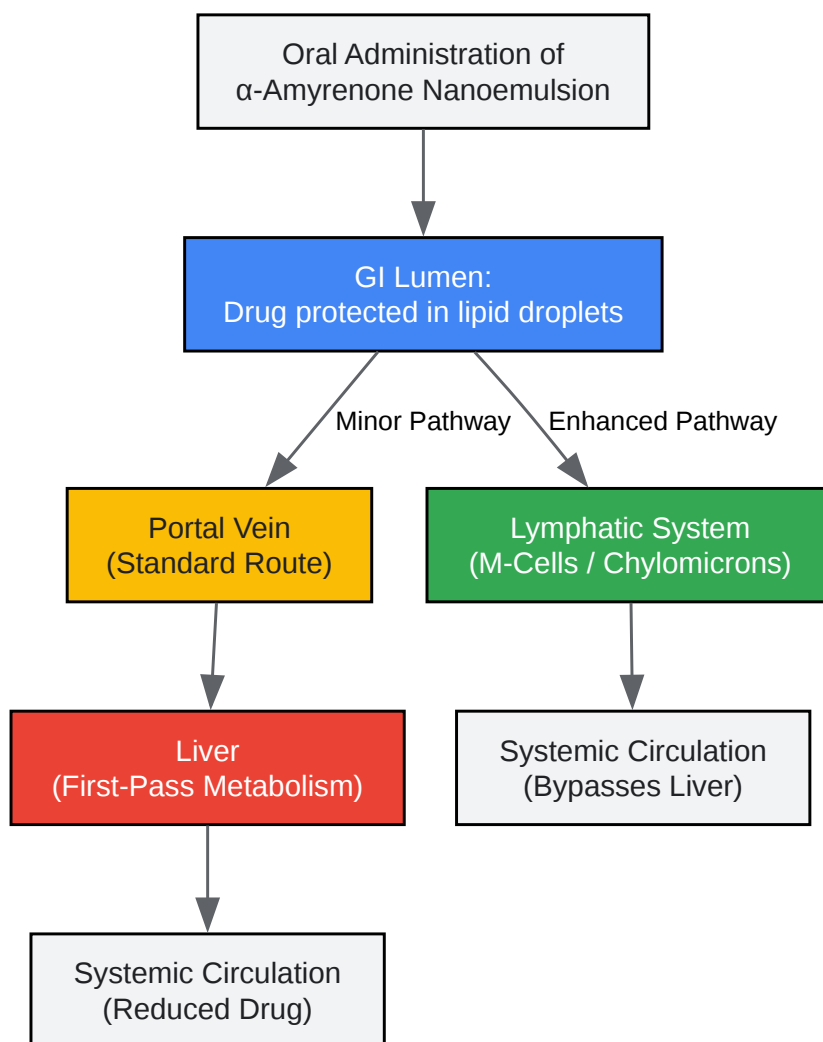 Oral Administration of
α-Amyrenone Nanoemulsion
GI Lumen:
Drug protected in lipid droplets
Minor Pathway
Enhanced Pathway
Portal Vein
(Standard Route)
Lymphatic System
(M-Cells / Chylomicrons)
Liver
(First-Pass Metabolism)
Systemic Circulation
(Bypasses Liver)
Systemic Circulation
(Reduced Drug)